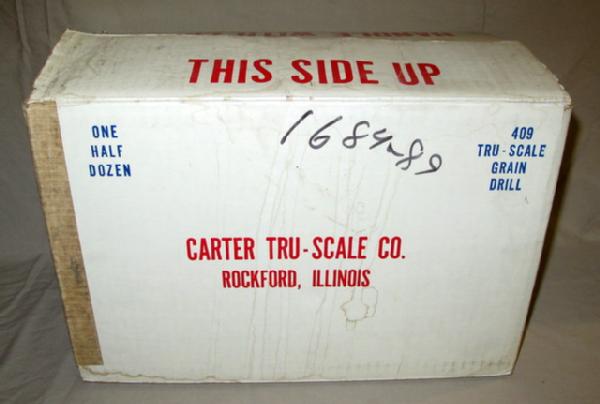 THIS SIDE UP
1684-89
ONE
HALF
DOZEN
409
TRU-SCALE
GRAIN
DRILL
CARTER TRU-SCALE CO.
ROCKFORD, ILLINOIS